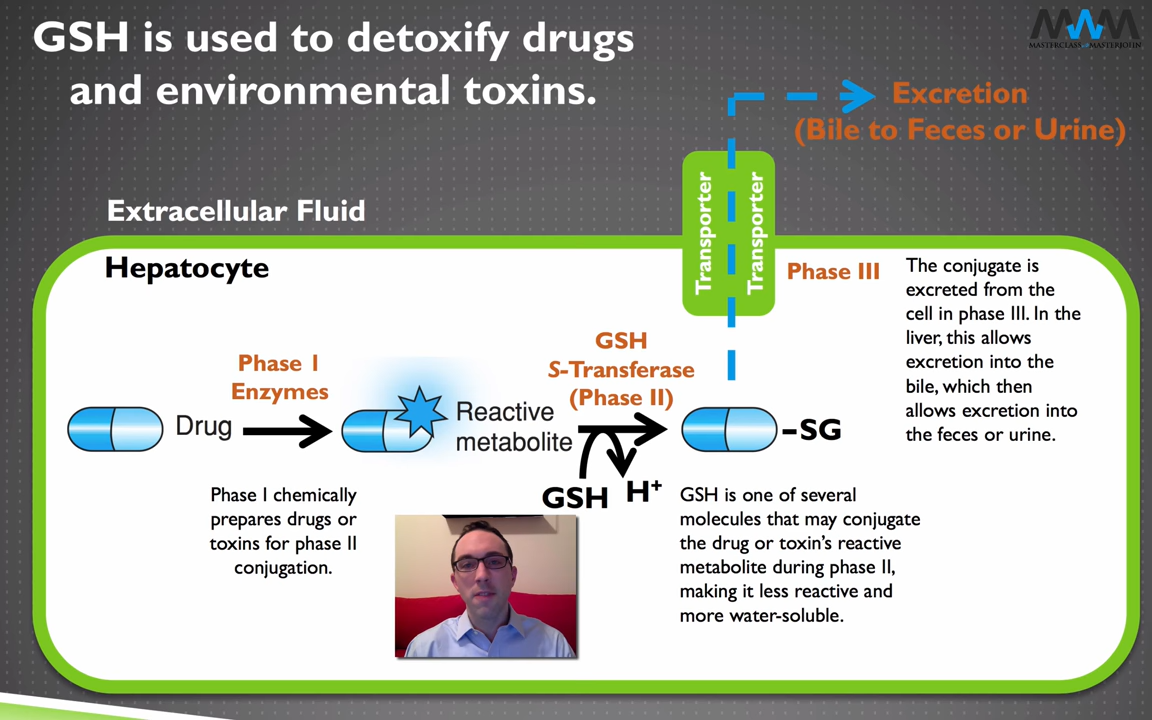 GSH is used to detoxify drugs
and environmental toxins.
MWM
MASTERCLASS WITH MASTERJOHN
Excretion
(Bile to Feces or Urine)
Extracellular Fluid
Transporter
Transporter
Hepatocyte
Phase III
The conjugate is
excreted from the
cell in phase III. In the
liver, this allows
excretion into the
bile, which then
allows excretion into
the feces or urine.
Phase 1
Enzymes
GSH
S-Transferase
(Phase II)
Drug
Reactive
metabolite
-SG
GSH
H+
Phase I chemically
prepares drugs or
toxins for phase II
conjugation.
GSH is one of several
molecules that may conjugate
the drug or toxin's reactive
metabolite during phase II,
making it less reactive and
more water-soluble.